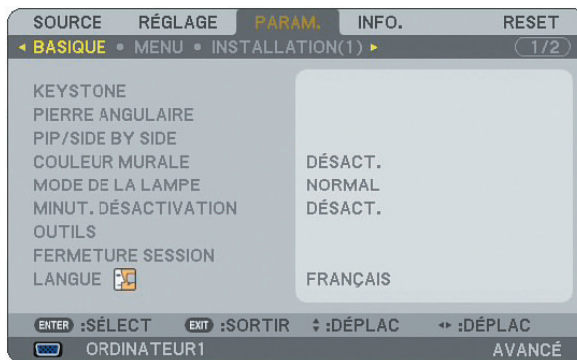 SOURCE RÉGLAGE PARAM. INFO. RESET
BASIQUE • MENU • INSTALLATION(1) 1/2
KEYSTONE
PIERRE ANGULAIRE
PIP/SIDE BY SIDE
COULEUR MURALE DÉSACT.
MODE DE LA LAMPE NORMAL
MINUT. DÉSACTIVATION DÉSACT.
OUTILS
FERMETURE SESSION
LANGUE FRANÇAIS
ENTER :SÉLECT EXIT :SORTIR :DÉPLAC :DÉPLAC
ORDINATEUR1 AVANCÉ